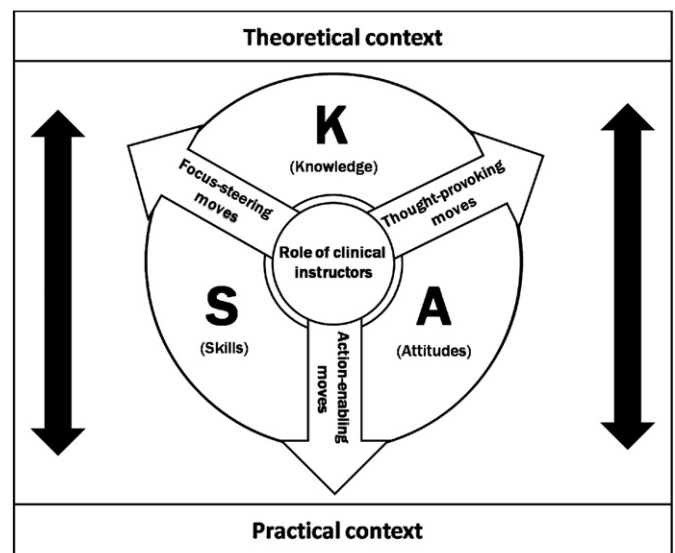 Theoretical context
K
(Knowledge)
Focus-steering
moves
Thought-provoking
moves
Role of clinical
instructors
S
(Skills)
A
(Attitudes)
Action-enabling
moves
Practical context